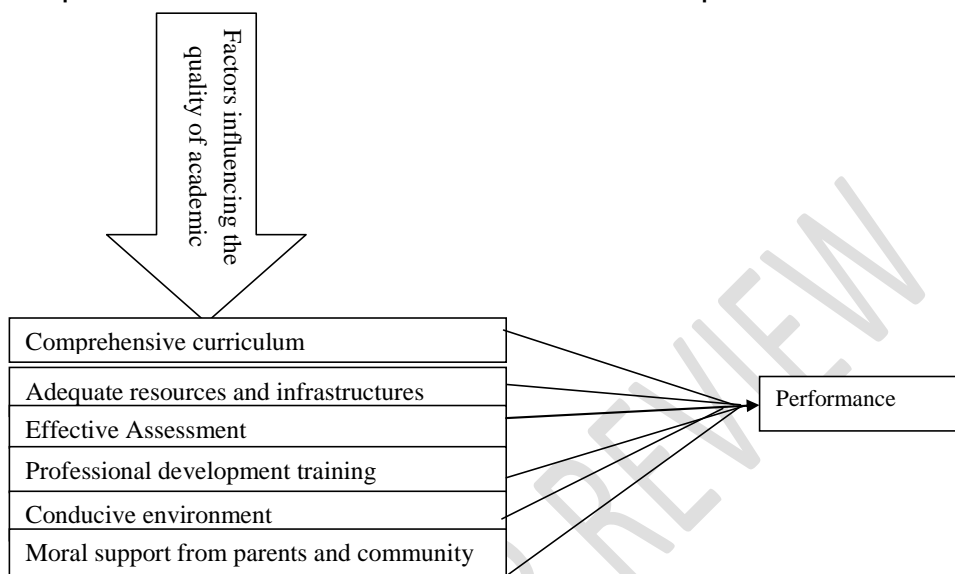 Factors influencing the
quality of academic
Comprehensive curriculum
Adequate resources and infrastructures
Effective Assessment
Professional development training
Conducive environment
Moral support from parents and community
Performance
REVIEW